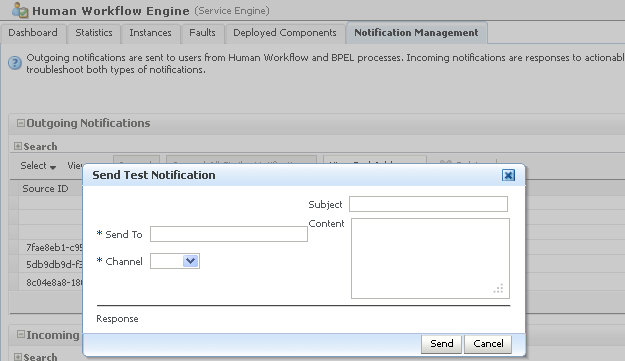 Human Workflow Engine (Service Engine)
Dashboard Statistics Instances Faults Deployed Components Notification Management
Outgoing notifications are sent to users from Human Workflow and BPEL processes. Incoming notifications are responses to actionabl
troubleshoot both types of notifications.
Outgoing Notifications
Search
Select
Source ID
Send Test Notification
Subject
Content
* Send To
* Channel
7fae8eb1-c95
5db9db9d-f3
8c04e8a8-186
Response
Incoming
Send Cancel
Search